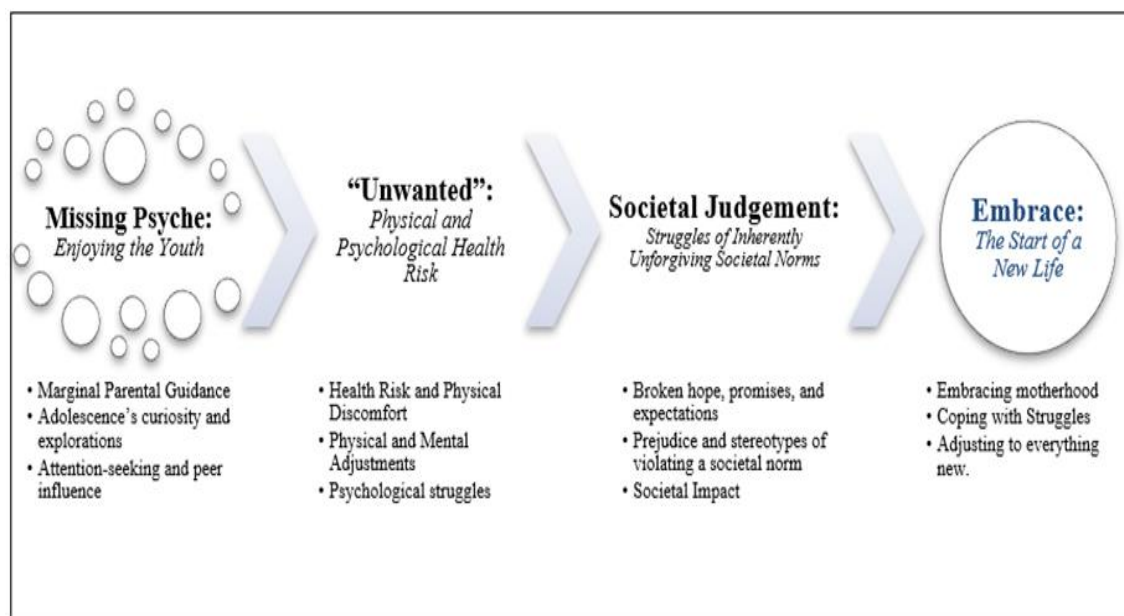 Missing Psyche:
Enjoying the Youth
• Marginal Parental Guidance
• Adolescence’s curiosity and
explorations
• Attention-seeking and peer
influence
“Unwanted”:
Physical and
Psychological Health
Risk
• Health Risk and Physical
Discomfort
• Physical and Mental
Adjustments
• Psychological struggles
Societal Judgement:
Struggles of Inherently
Unforgiving Societal Norms
• Broken hope, promises, and
expectations
• Prejudice and stereotypes of
violating a societal norm
• Societal Impact
Embrace:
The Start of a
New Life
• Embracing motherhood
• Coping with Struggles
• Adjusting to everything
new.